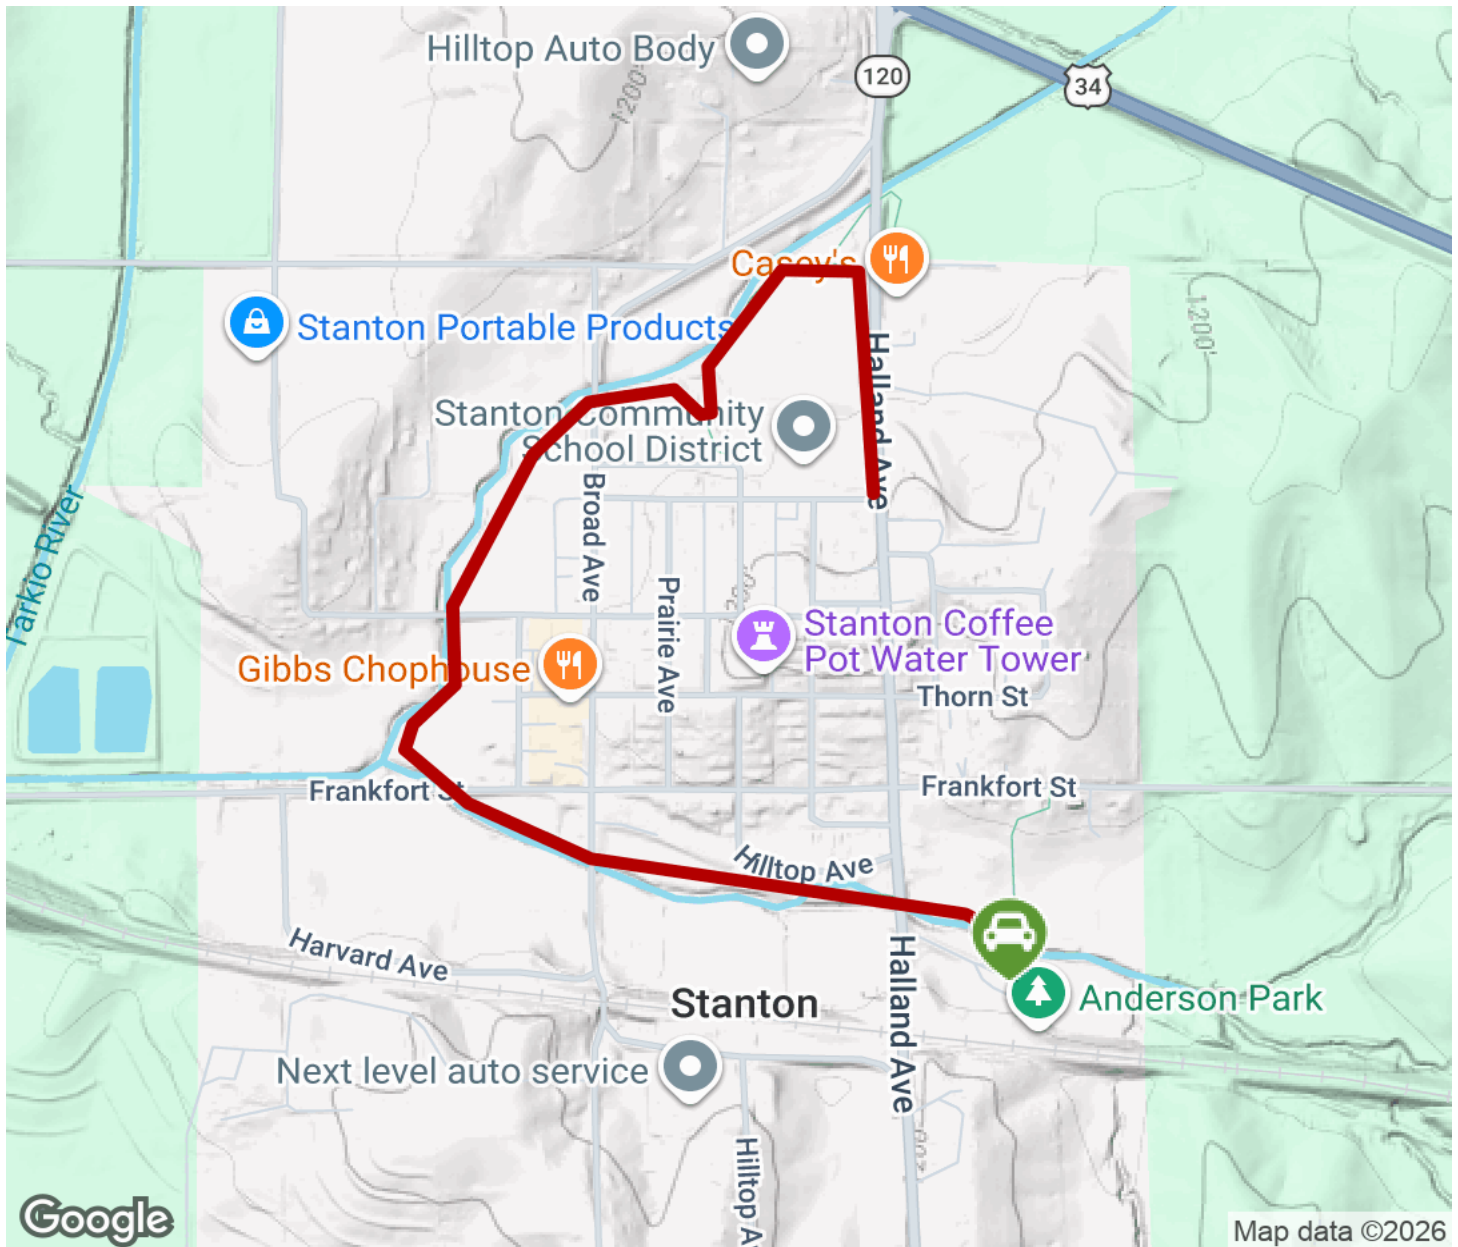 Hilltop Auto Body
120
34
1200'
Casey's
Stanton Portable Products
1200'
Halland Ave
Stanton Community
School District
Broad Ave
Tarkio River
Prairie Ave
Stanton Coffee
Pot Water Tower
Gibbs Chophouse
Thorn St
Frankfort St
Frankfort St
Hilltop Ave
Harvard Ave
Halland Ave
Stanton
Anderson Park
Next level auto service
Hilltop A
Google
Map data ©2026